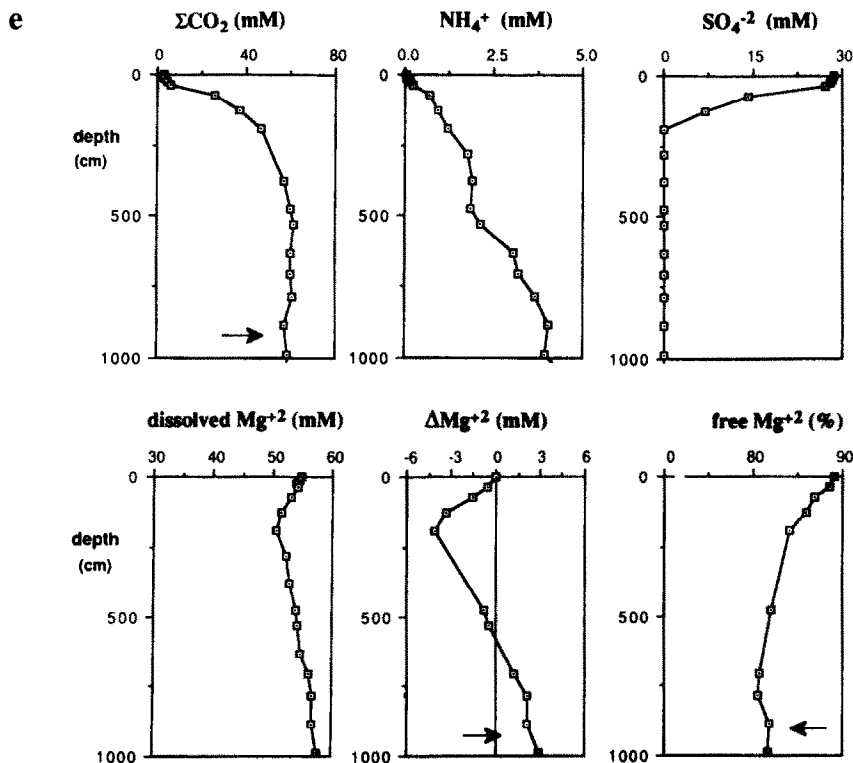 e
ΣCO₂ (mM) NH₄⁺ (mM) SO₄⁻² (mM)
0 40 80 0.0 2.5 5.0 0 15 30
0 0 0
depth
(cm)
500 500 500
1000 1000 1000
dissolved Mg⁺² (mM) ΔMg⁺² (mM) free Mg⁺² (%)
30 40 50 60 -6 -3 0 3 6 0 80 90
0 0 0
depth
(cm)
500 500 500
1000 1000 1000